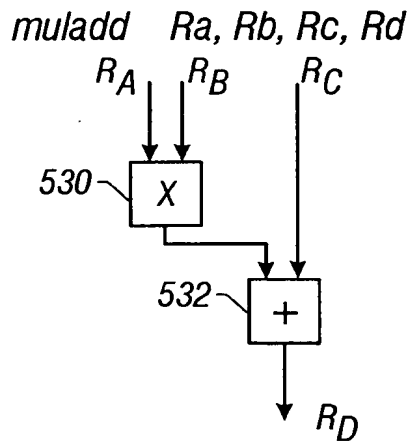 muladd Ra, Rb, Rc, Rd
RA RB RC
530 X
532 +
RD